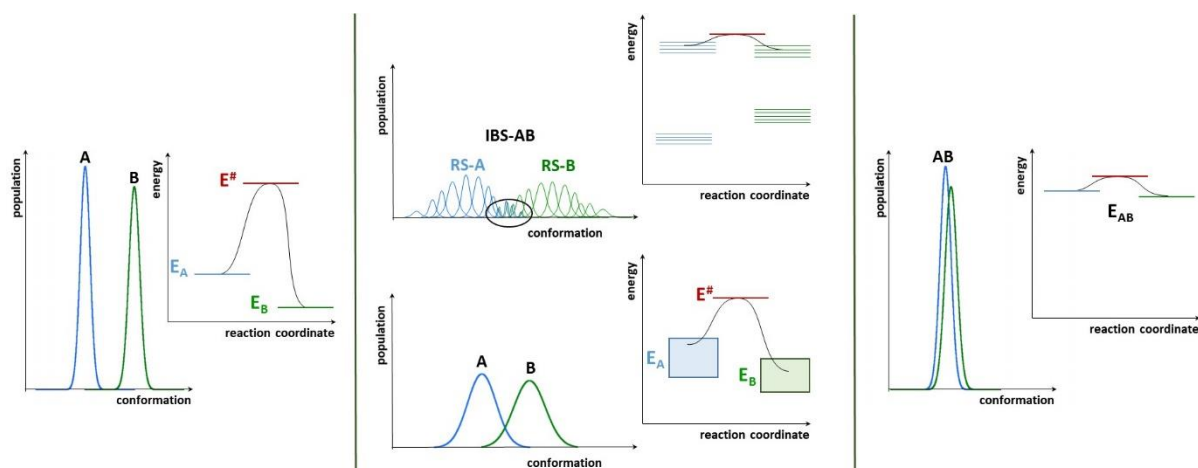 population
A
B
conformation
energy
E#
EA
EB
reaction coordinate
population
IBS-AB
RS-A
RS-B
conformation
energy
reaction coordinate
population
A
B
conformation
energy
E#
EA
EB
reaction coordinate
population
AB
conformation
energy
EAB
reaction coordinate